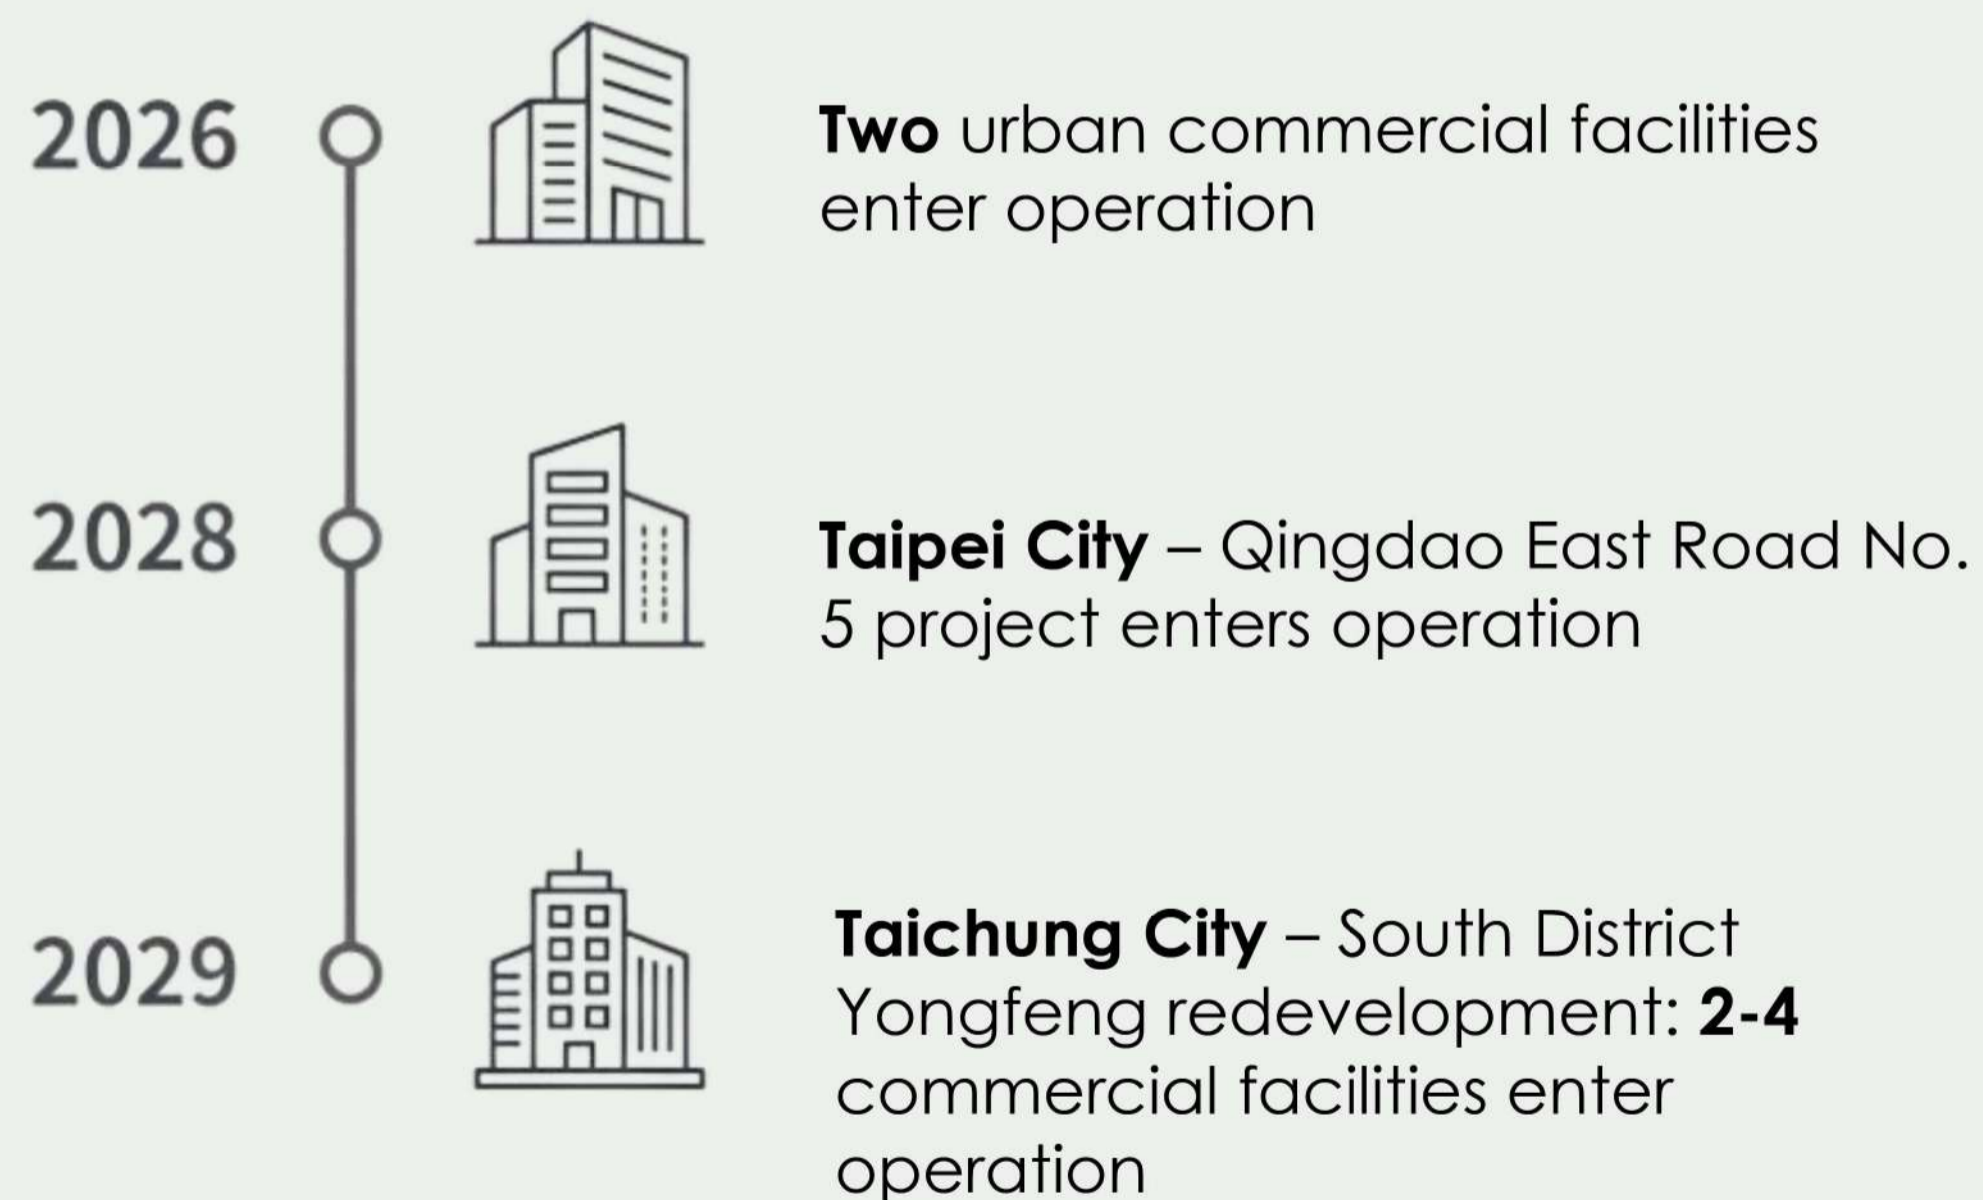 2026
Two urban commercial facilities
enter operation
2028
Taipei City – Qingdao East Road No.
5 project enters operation
2029
Taichung City – South District
Yongfeng redevelopment: 2-4
commercial facilities enter
operation